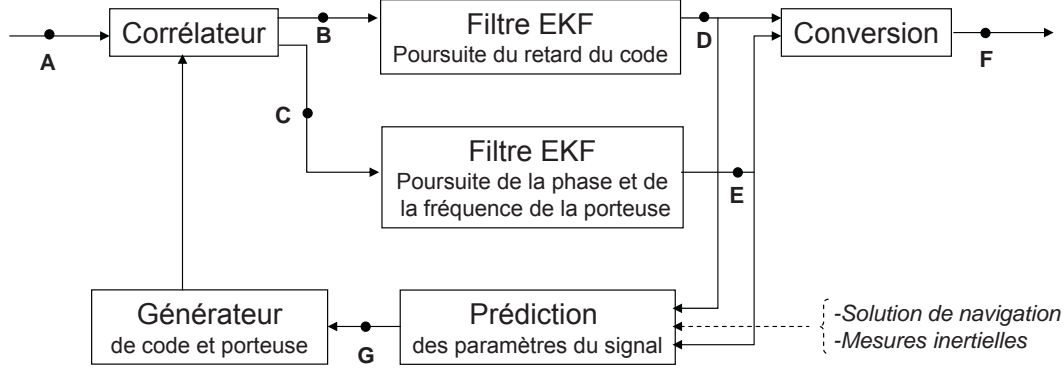 A
Corrélateur
B
Filtre EKF
Poursuite du retard du code
D
Conversion
F
C
Filtre EKF
Poursuite de la phase et de
la fréquence de la porteuse
E
Générateur
de code et porteuse
G
Prédiction
des paramètres du signal
-Solution de navigation
-Mesures inertielles